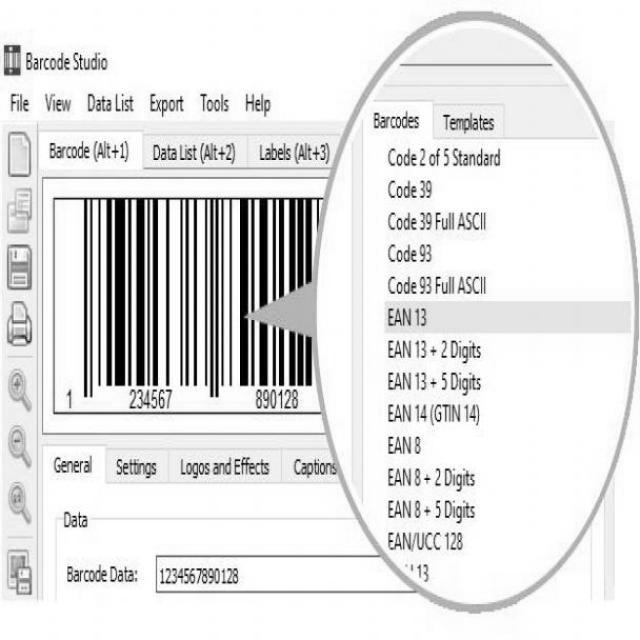 Barcode Studio
File View Data List Export Tools Help
Barcode (Alt+1) Data List (Alt+2) Labels (Alt+3)
1 234567 890128
General Settings Logos and Effects Captions
Data
Barcode Data: 1234567890128
Barcodes Templates
Code 2 of 5 Standard
Code 39
Code 39 Full ASCII
Code 93
Code 93 Full ASCII
EAN 13
EAN 13 + 2 Digits
EAN 13 + 5 Digits
EAN 14 (GTIN 14)
EAN 8
EAN 8 + 2 Digits
EAN 8 + 5 Digits
EAN/UCC 128
13